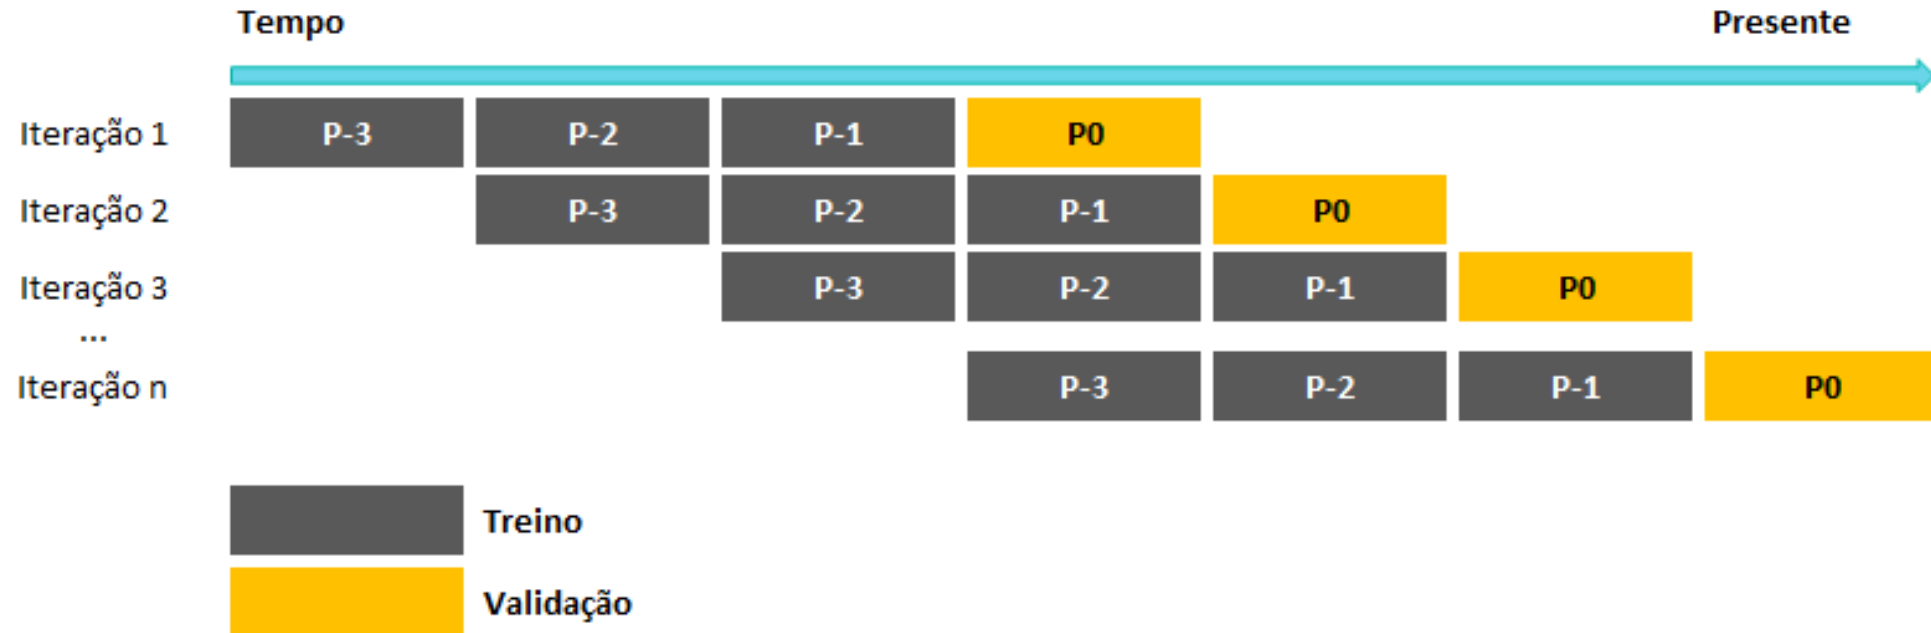 Tempo Presente
Iteração 1 P-3 P-2 P-1 P0
Iteração 2 P-3 P-2 P-1 P0
Iteração 3 P-3 P-2 P-1 P0
...
Iteração n P-3 P-2 P-1 P0
Treino
Validação